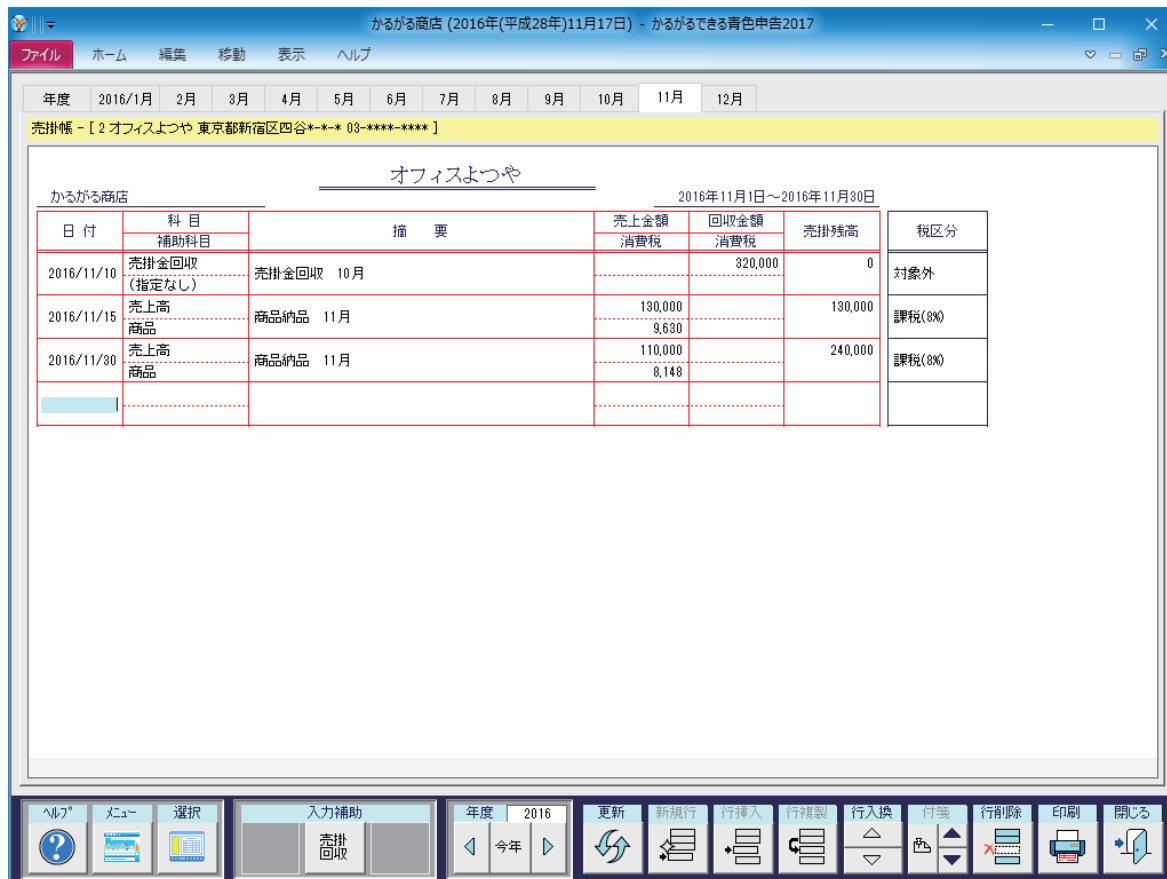 かるがる商店 (2016年(平成28年)11月17日) - かるがるできる青色申告2017
ファイル ホーム 編集 移動 表示 ヘルプ
年度 2016/1月 2月 3月 4月 5月 6月 7月 8月 9月 10月 11月 12月
売掛帳 - [ 2 オフィスよつや 東京都新宿区四谷*-*-* 03-****-**** ]
オフィスよつや
かるがる商店 2016年11月1日～2016年11月30日
日 付 科 目 摘 要 売上金額 回収金額 売掛残高 税区分
補助科目 消費税 消費税
2016/11/10 売掛金回収 売掛金回収 10月 320,000 0 対象外
(指定なし)
2016/11/15 売上高 商品納品 11月 130,000 130,000 課税(8%)
商品 9,630
2016/11/30 売上高 商品納品 11月 110,000 240,000 課税(8%)
商品 8,148
ﾍﾙﾌﾟ ﾒﾆｭｰ 選択 入力補助 年度 2016 更新 新規行 行挿入 行複製 行入換 付箋 行削除 印刷 閉じる
売掛
回収
今年